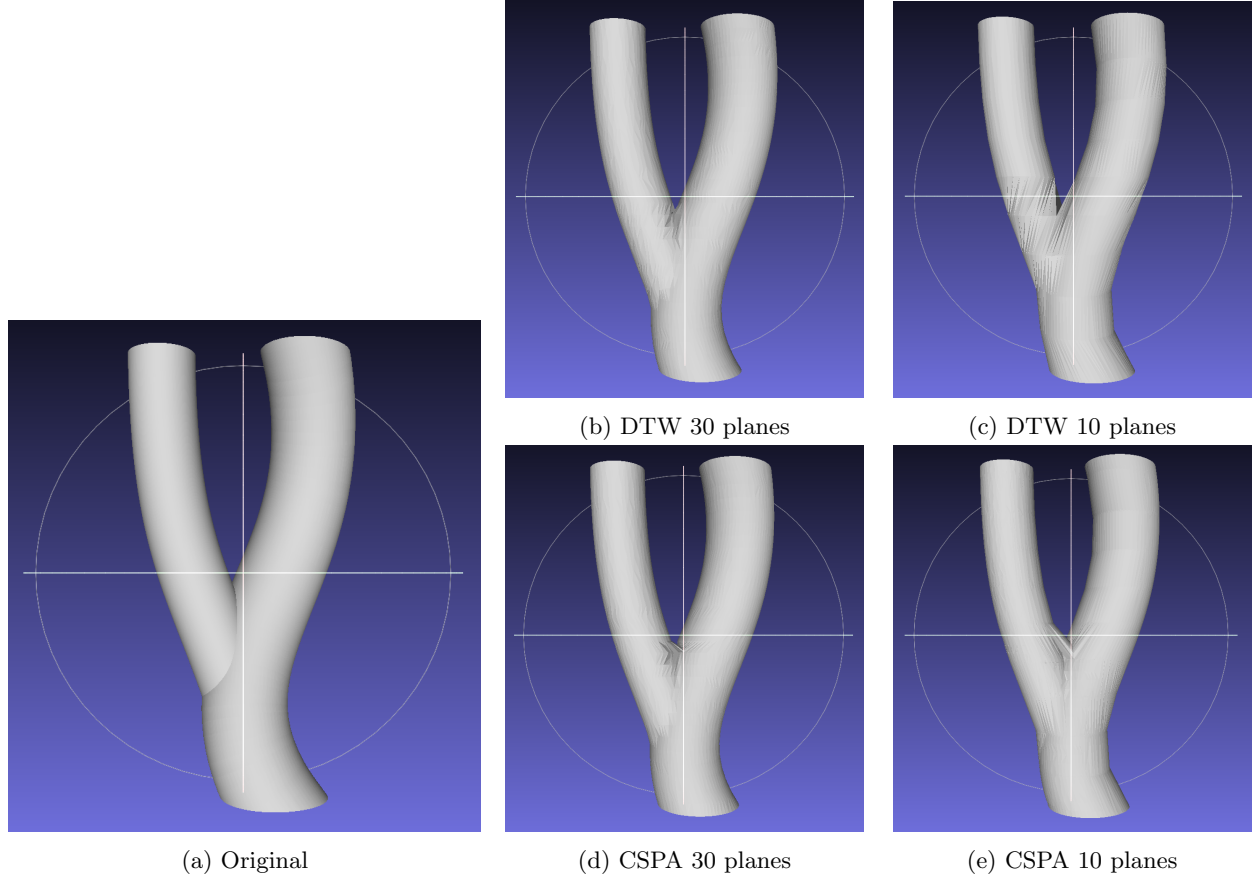 (b) DTW 30 planes
(c) DTW 10 planes
(a) Original
(d) CSPA 30 planes
(e) CSPA 10 planes